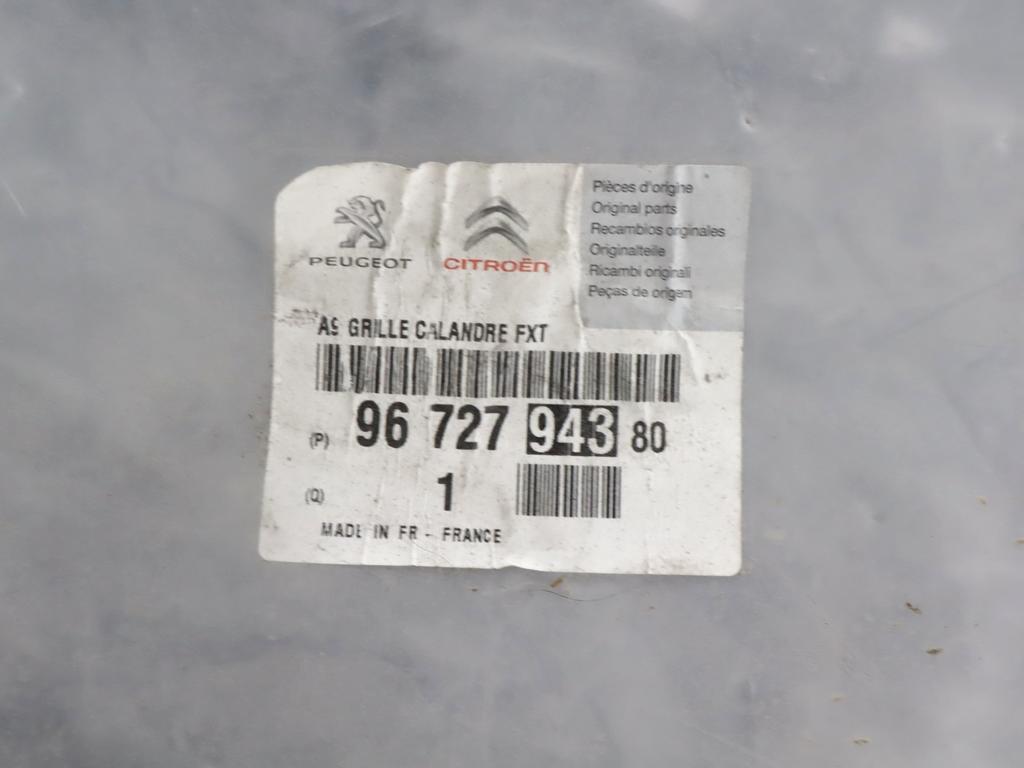 PEUGEOT CITROËN
Pièces d'origine
Original parts
Recambios originales
Originalteile
Ricambi originali
Peças de origem
AS GRILLE CALANDRE FXT
(P) 96 727 943 80
(Q) 1
MADE IN FR - FRANCE